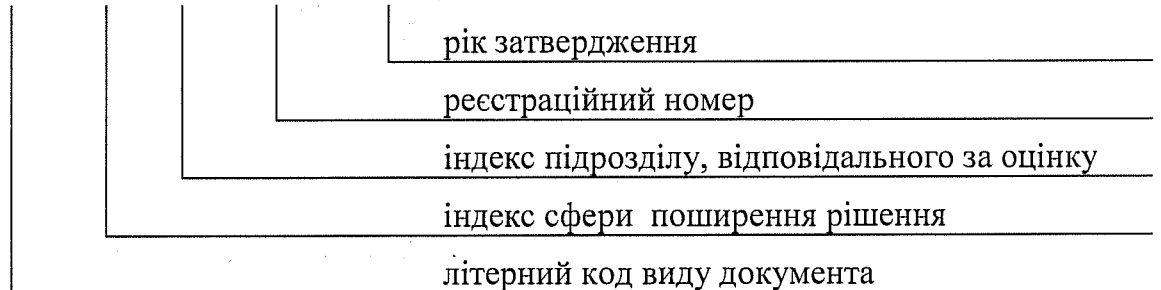 рік затвердження
реєстраційний номер
індекс підрозділу, відповідального за оцінку
індекс сфери поширення рішення
літерний код виду документа